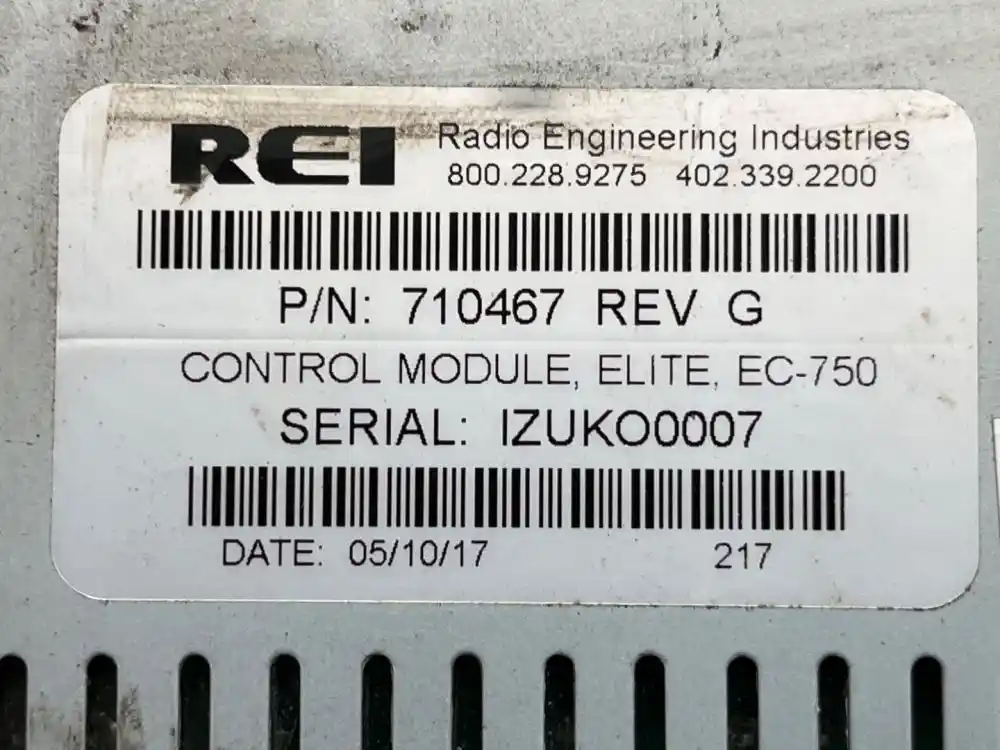 REI Radio Engineering Industries
800.228.9275 402.339.2200
P/N: 710467 REV G
CONTROL MODULE, ELITE, EC-750
SERIAL: IZUKO0007
DATE: 05/10/17 217